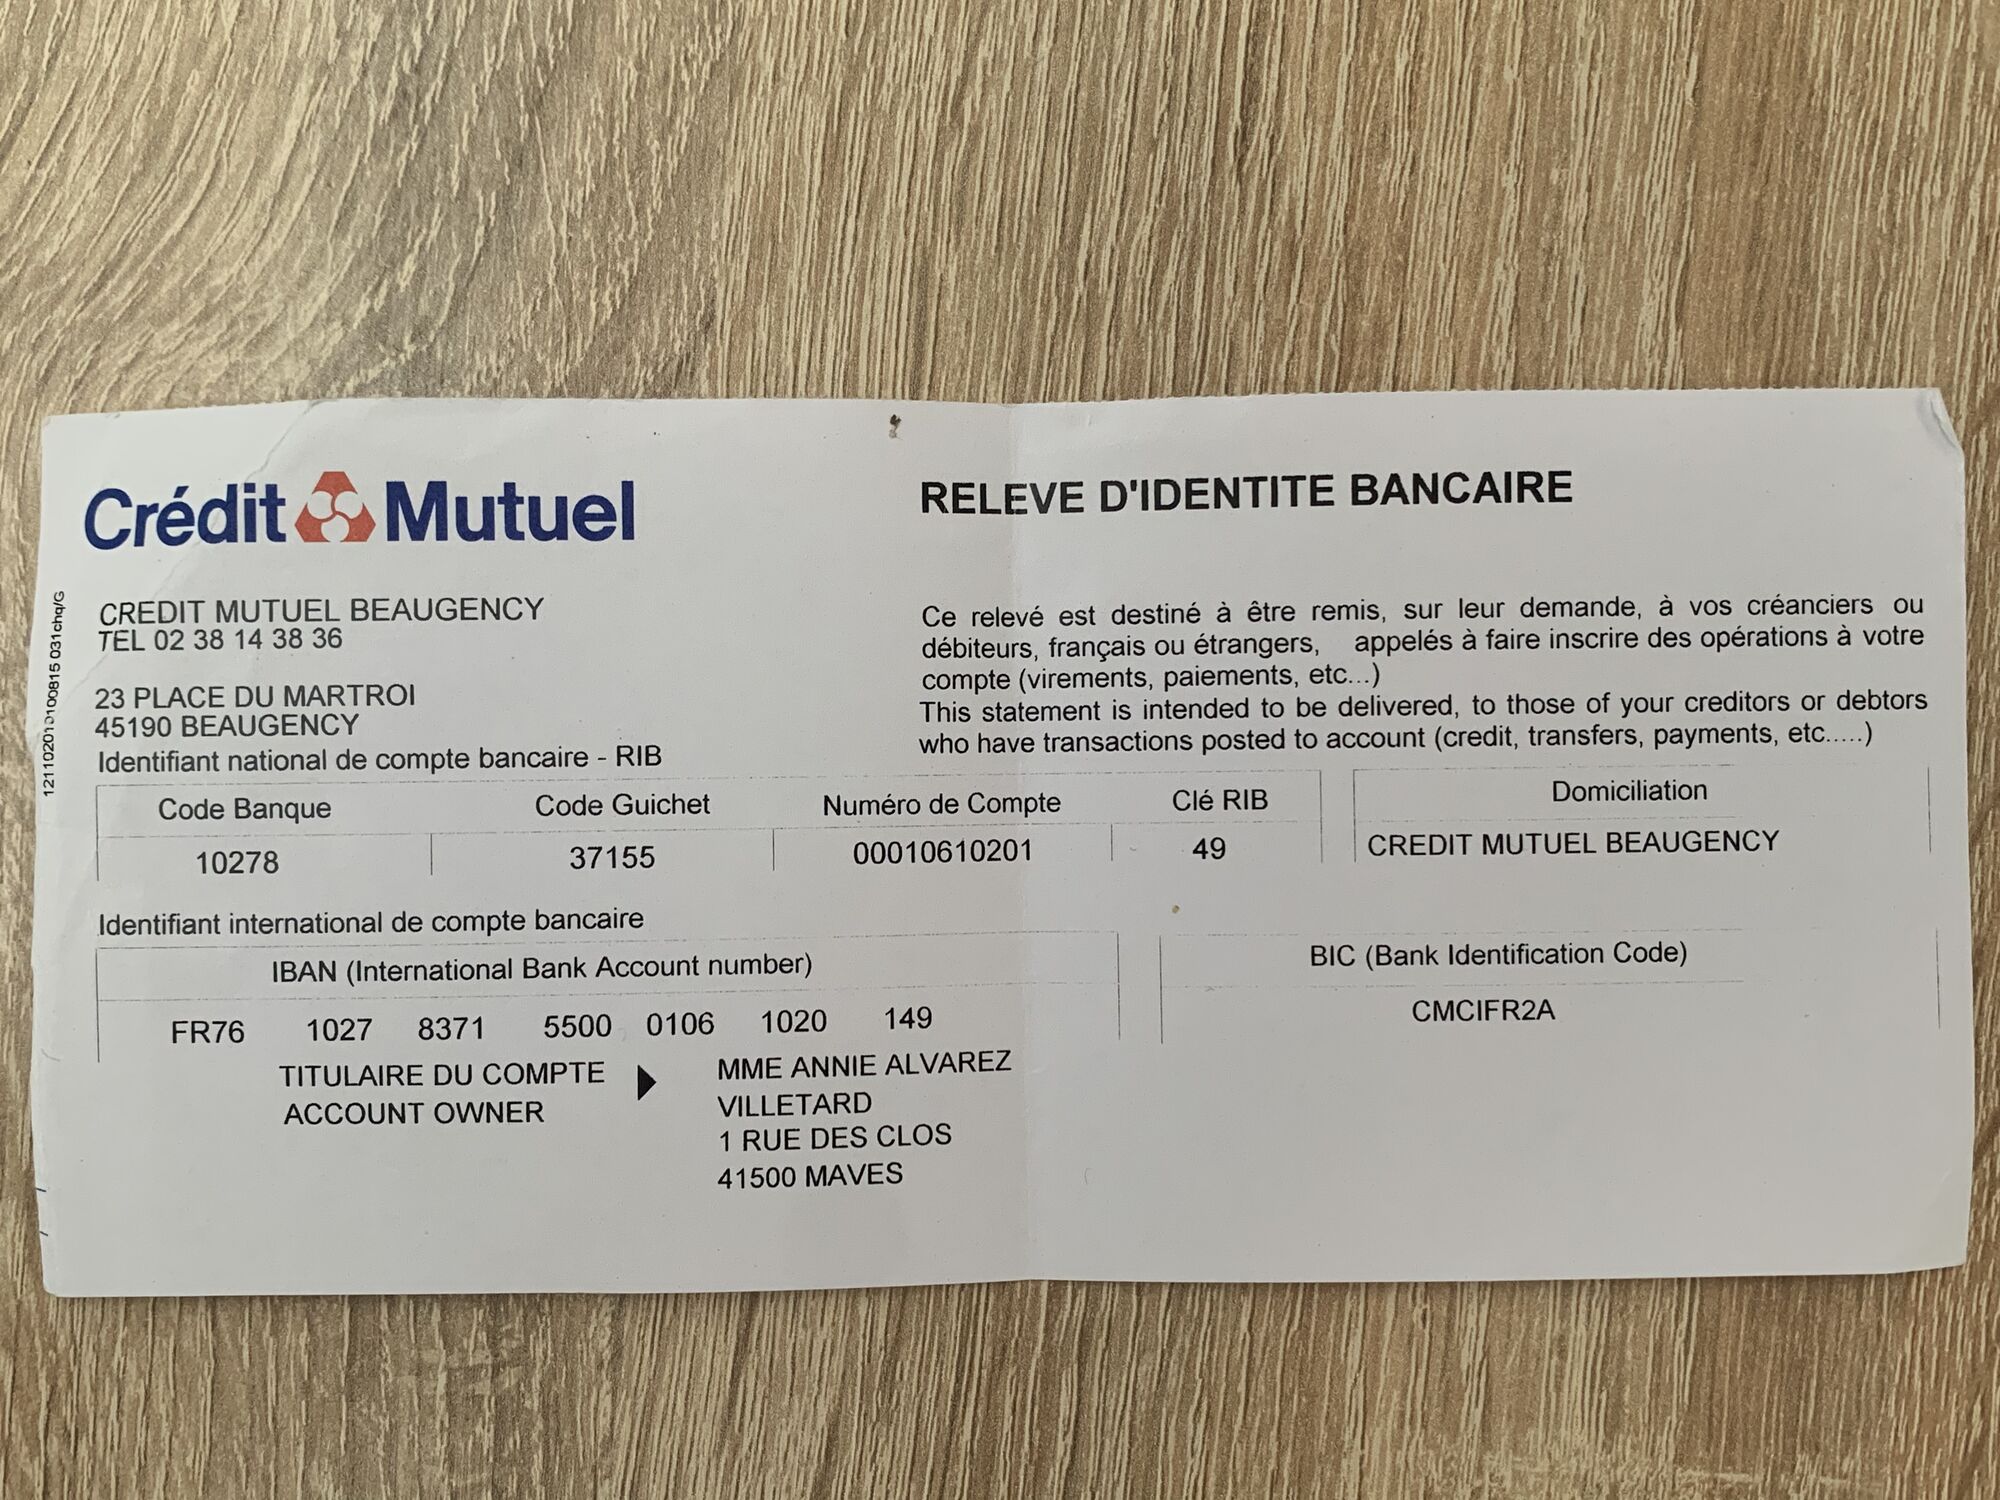 Crédit Mutuel
RELEVE D'IDENTITE BANCAIRE
CREDIT MUTUEL BEAUGENCY
TEL 02 38 14 38 36
23 PLACE DU MARTROI
45190 BEAUGENCY
Ce relevé est destiné à être remis, sur leur demande, à vos créanciers ou
débiteurs, français ou étrangers, appelés à faire inscrire des opérations à votre
compte (virements, paiements, etc...)
This statement is intended to be delivered, to those of your creditors or debtors
who have transactions posted to account (credit, transfers, payments, etc.....)
Identifiant national de compte bancaire - RIB
Code Banque Code Guichet Numéro de Compte Clé RIB Domiciliation
10278 37155 00010610201 49 CREDIT MUTUEL BEAUGENCY
Identifiant international de compte bancaire
IBAN (International Bank Account number) BIC (Bank Identification Code)
FR76 1027 8371 5500 0106 1020 149 CMCIFR2A
TITULAIRE DU COMPTE MME ANNIE ALVAREZ
ACCOUNT OWNER VILLETARD
1 RUE DES CLOS
41500 MAVES